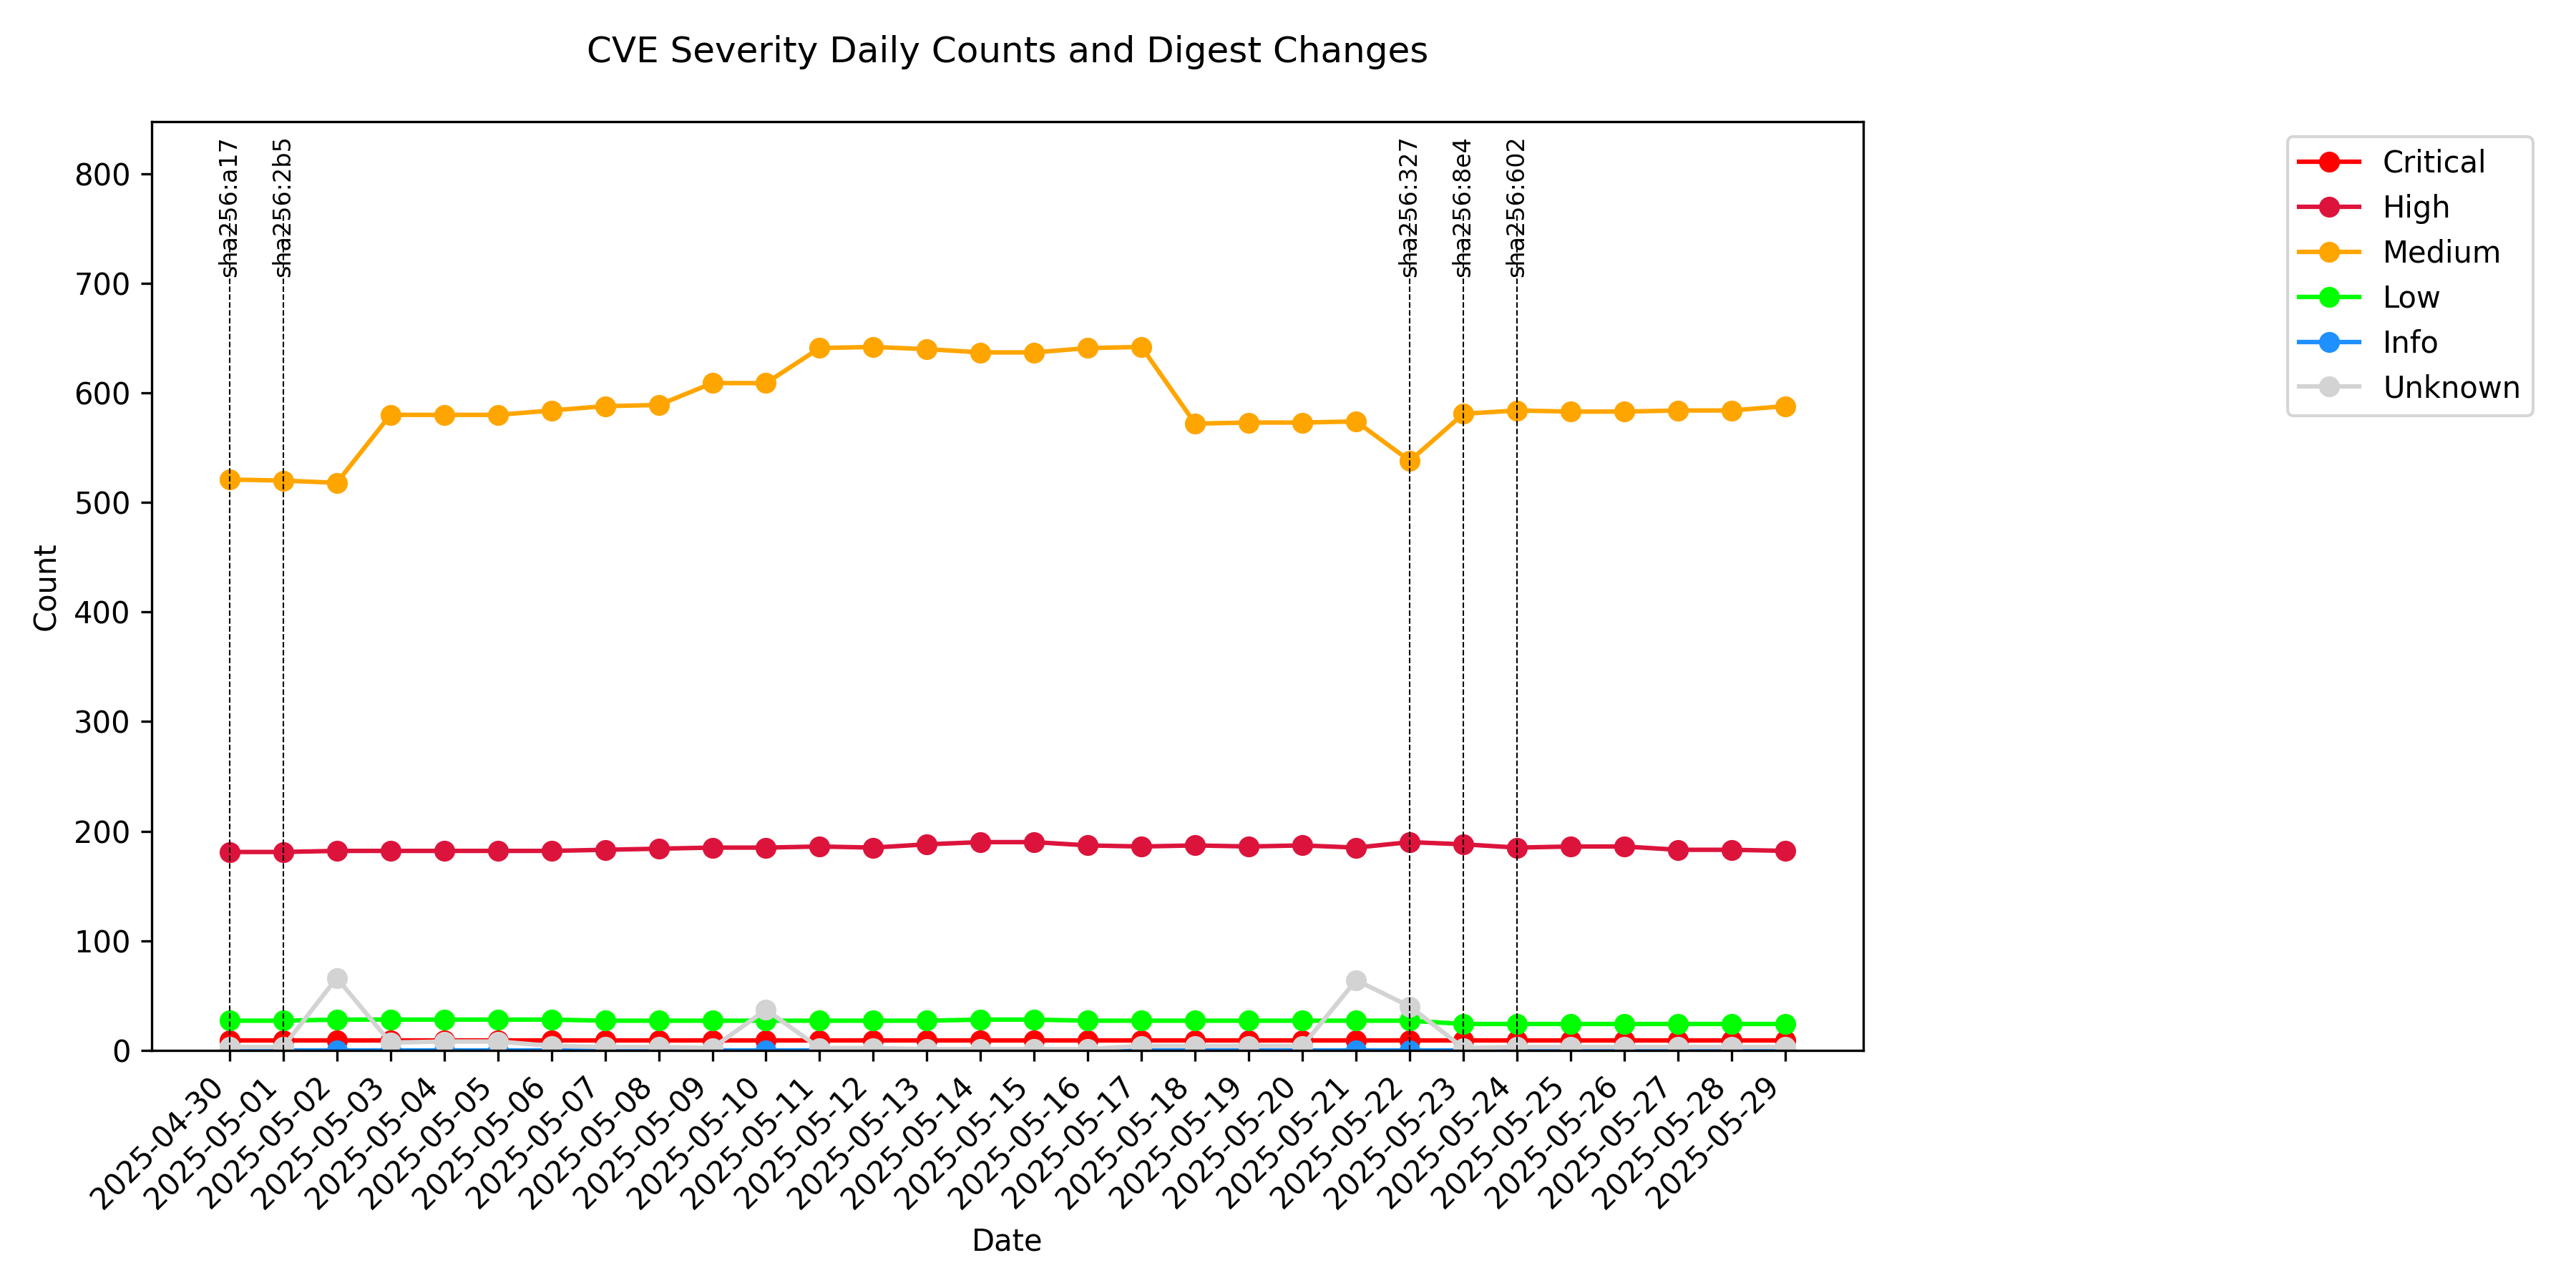 CVE Severity Daily Counts and Digest Changes
sha256:a17
sha256:2b5
sha256:327
sha256:8e4
sha256:602
Critical
High
Medium
Low
Info
Unknown
Count
800
700
600
500
400
300
200
100
0
2025-04-30
2025-05-01
2025-05-02
2025-05-03
2025-05-04
2025-05-05
2025-05-06
2025-05-07
2025-05-08
2025-05-09
2025-05-10
2025-05-11
2025-05-12
2025-05-13
2025-05-14
2025-05-15
2025-05-16
2025-05-17
2025-05-18
2025-05-19
2025-05-20
2025-05-21
2025-05-22
2025-05-23
2025-05-24
2025-05-25
2025-05-26
2025-05-27
2025-05-28
2025-05-29
Date